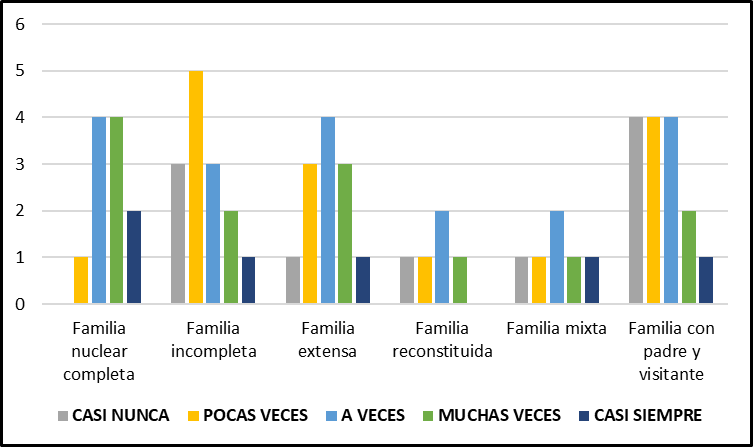 6
5
4
3
2
1
0
Familia nuclear completa
Familia incompleta
Familia extensa
Familia reconstituida
Familia mixta
Familia con padre y visitante
CASI NUNCA POCAS VECES A VECES MUCHAS VECES CASI SIEMPRE